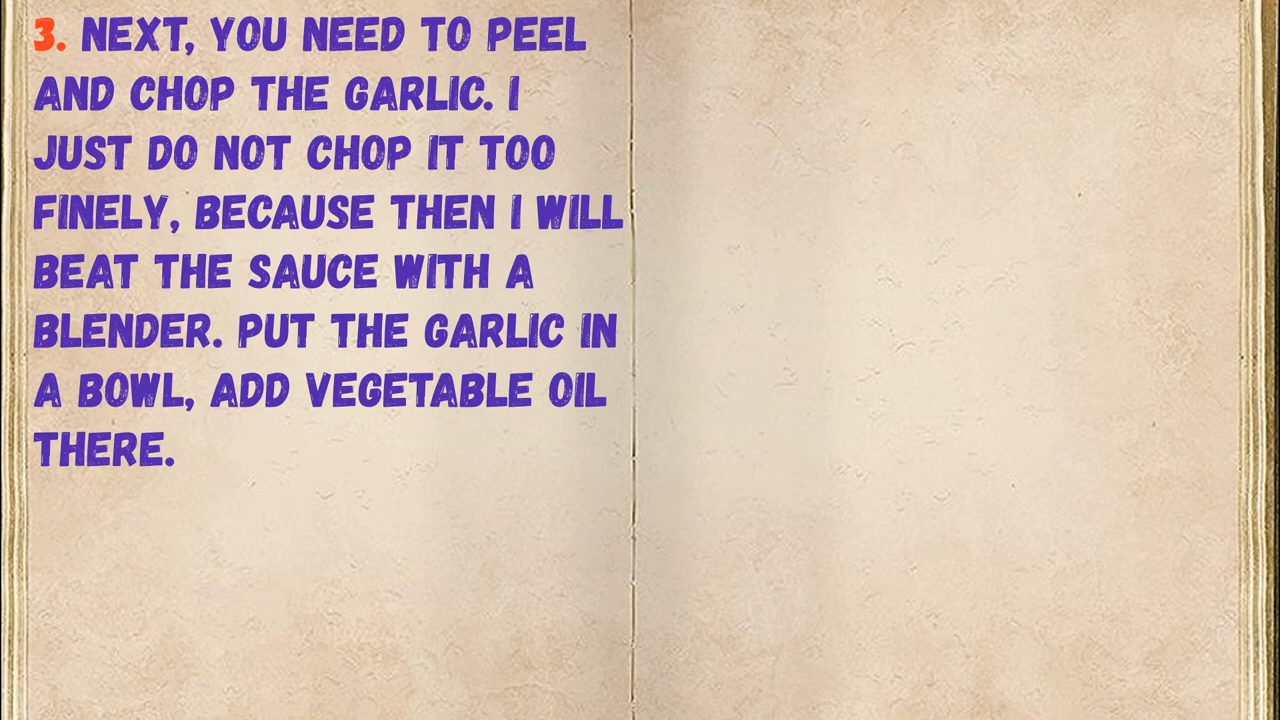 3. NEXT, YOU NEED TO PEEL
AND CHOP THE GARLIC. I
JUST DO NOT CHOP IT TOO
FINELY, BECAUSE THEN I WILL
BEAT THE SAUCE WITH A
BLENDER. PUT THE GARLIC IN
A BOWL, ADD VEGETABLE OIL
THERE.